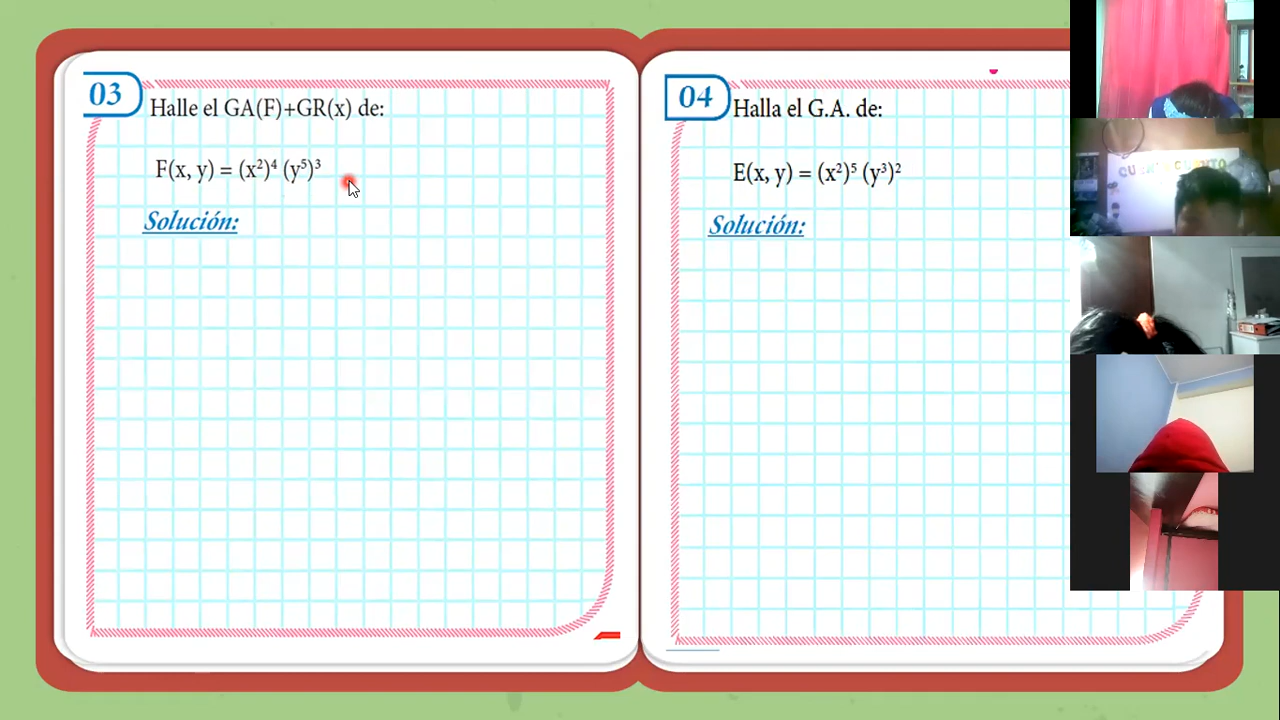 03
Halle el GA(F)+GR(x) de:
F(x, y) = (x²)⁴ (y⁵)³
Solución:
04
Halla el G.A. de:
E(x, y) = (x²)⁵ (y³)²
Solución: